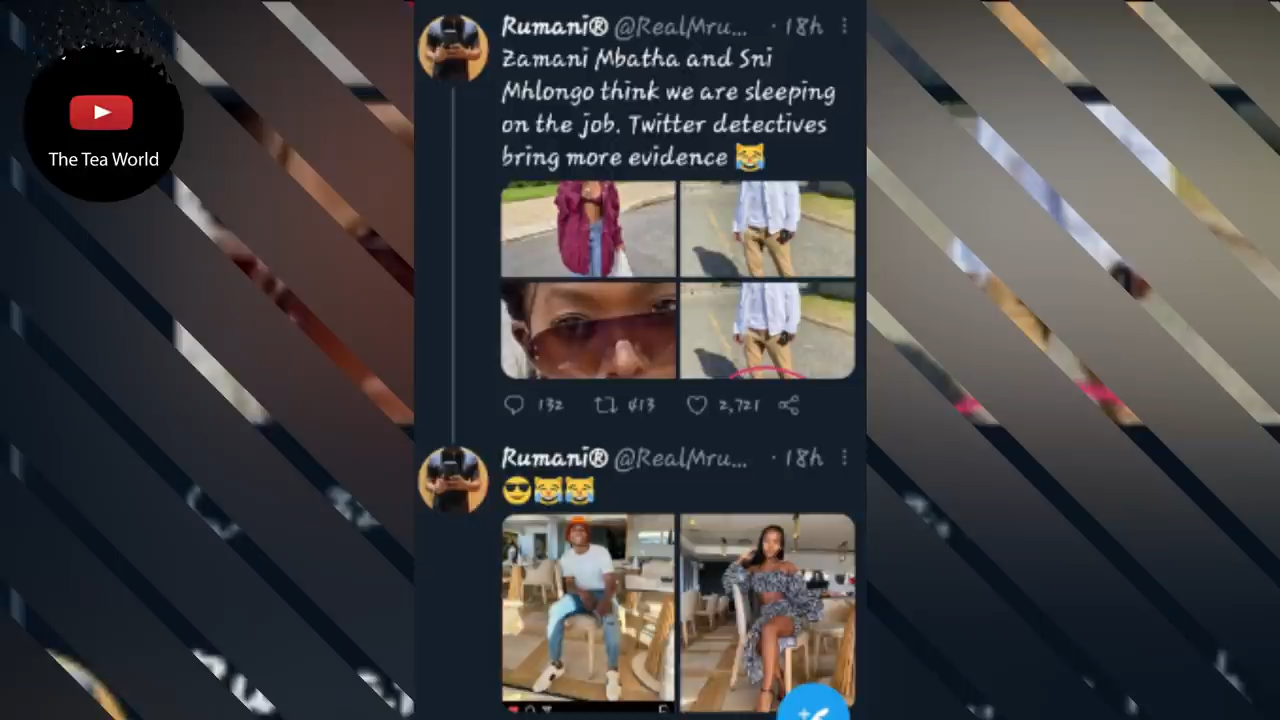 The Tea World
Rumani® @RealMru... · 18h
Zamani Mbatha and Sni
Mhlongo think we are sleeping
on the job. Twitter detectives
bring more evidence 😹
132 613 2,721
Rumani® @RealMru... · 18h
😎😹😹